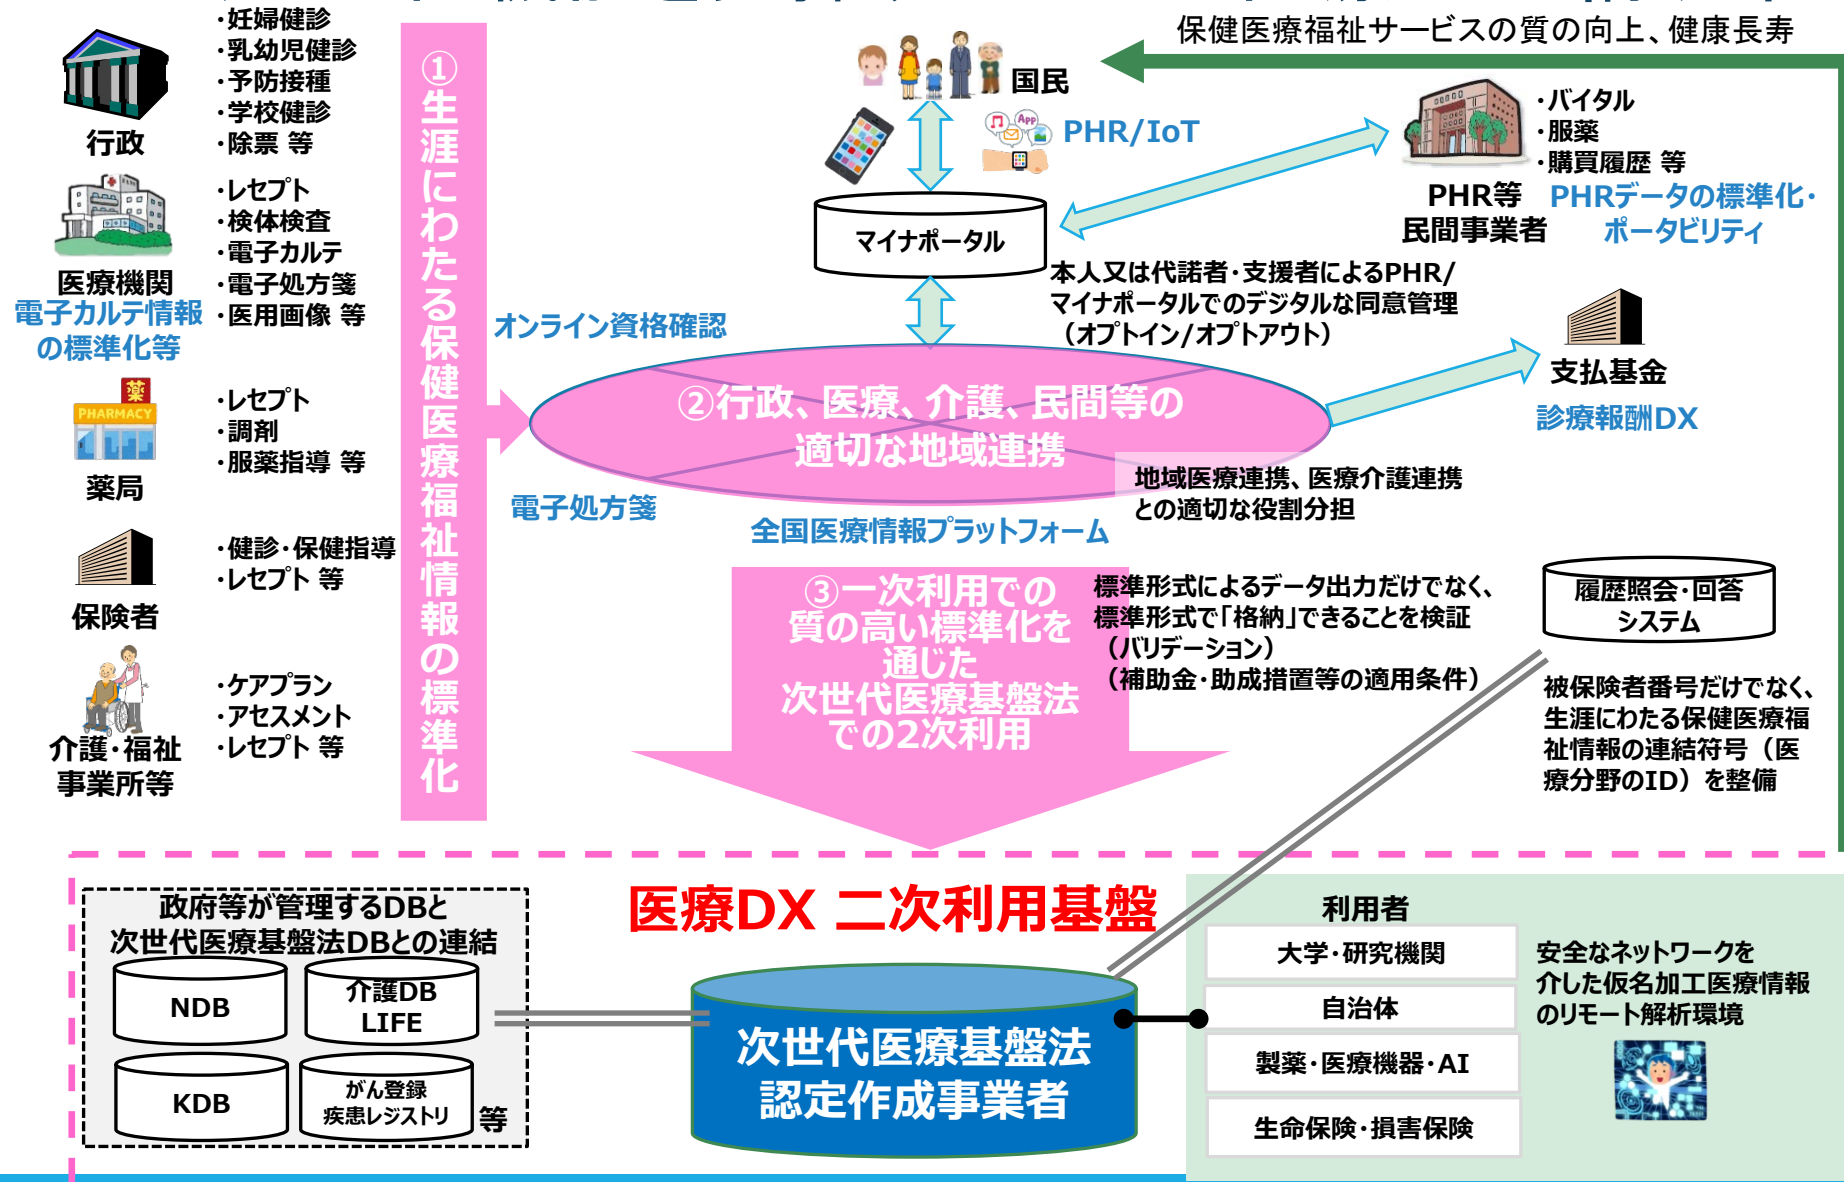 保健医療福祉サービスの質の向上、健康長寿
・妊婦健診
・乳幼児健診
・予防接種
・学校健診
・除票 等
行政
・レセプト
・検体検査
・電子カルテ
・電子処方箋
・医用画像 等
医療機関
電子カルテ情報
の標準化等
薬
PHARMACY
・レセプト
・調剤
・服薬指導 等
薬局
・健診・保健指導
・レセプト 等
保険者
・ケアプラン
・アセスメント
・レセプト 等
介護・福祉
事業所等
①生涯にわたる保健医療福祉情報の標準化
国民
App
PHR/IoT
マイナポータル
・バイタル
・服薬
・購買履歴 等
PHR等
民間事業者
PHRデータの標準化・
ポータビリティ
本人又は代諾者・支援者によるPHR/
マイナポータルでのデジタルな同意管理
（オプトイン/オプトアウト）
オンライン資格確認
支払基金
診療報酬DX
②行政、医療、介護、民間等の
適切な地域連携
地域医療連携、医療介護連携
との適切な役割分担
電子処方箋
全国医療情報プラットフォーム
③一次利用での
質の高い標準化を
通じた
次世代医療基盤法
での2次利用
標準形式によるデータ出力だけでなく、
標準形式で「格納」できることを検証
（バリデーション）
（補助金・助成措置等の適用条件）
履歴照会・回答
システム
被保険者番号だけでなく、
生涯にわたる保健医療福
祉情報の連結符号（医
療分野のID）を整備
医療DX 二次利用基盤
政府等が管理するDBと
次世代医療基盤法DBとの連結
NDB
介護DB
LIFE
KDB
がん登録
疾患レジストリ
等
次世代医療基盤法
認定作成事業者
利用者
大学・研究機関
自治体
製薬・医療機器・AI
生命保険・損害保険
安全なネットワークを
介した仮名加工医療情報
のリモート解析環境